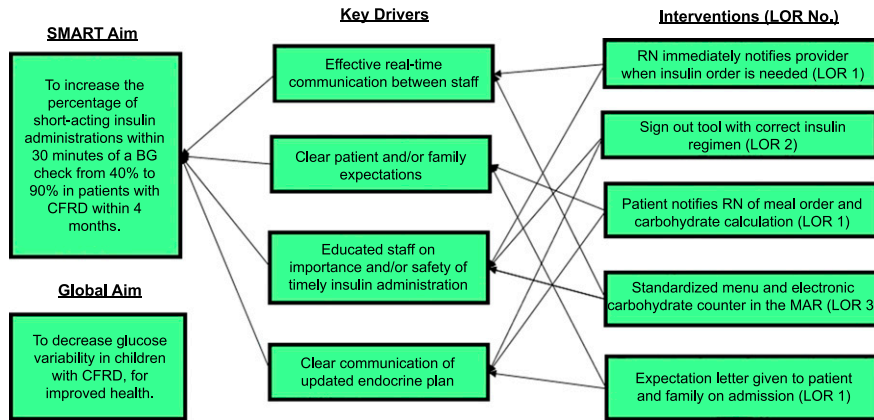 SMART Aim
To increase the
percentage of
short-acting insulin
administrations within
30 minutes of a BG
check from 40% to
90% in patients with
CFRD within 4
months.
Global Aim
To decrease glucose
variability in children
with CFRD, for
improved health.
Key Drivers
Effective real-time
communication between staff
Clear patient and/or family
expectations
Educated staff on
importance and/or safety of
timely insulin administration
Clear communication of
updated endocrine plan
Interventions (LOR No.)
RN immediately notifies provider
when insulin order is needed (LOR 1)
Sign out tool with correct insulin
regimen (LOR 2)
Patient notifies RN of meal order and
carbohydrate calculation (LOR 1)
Standardized menu and electronic
carbohydrate counter in the MAR (LOR 3
Expectation letter given to patient
and family on admission (LOR 1)